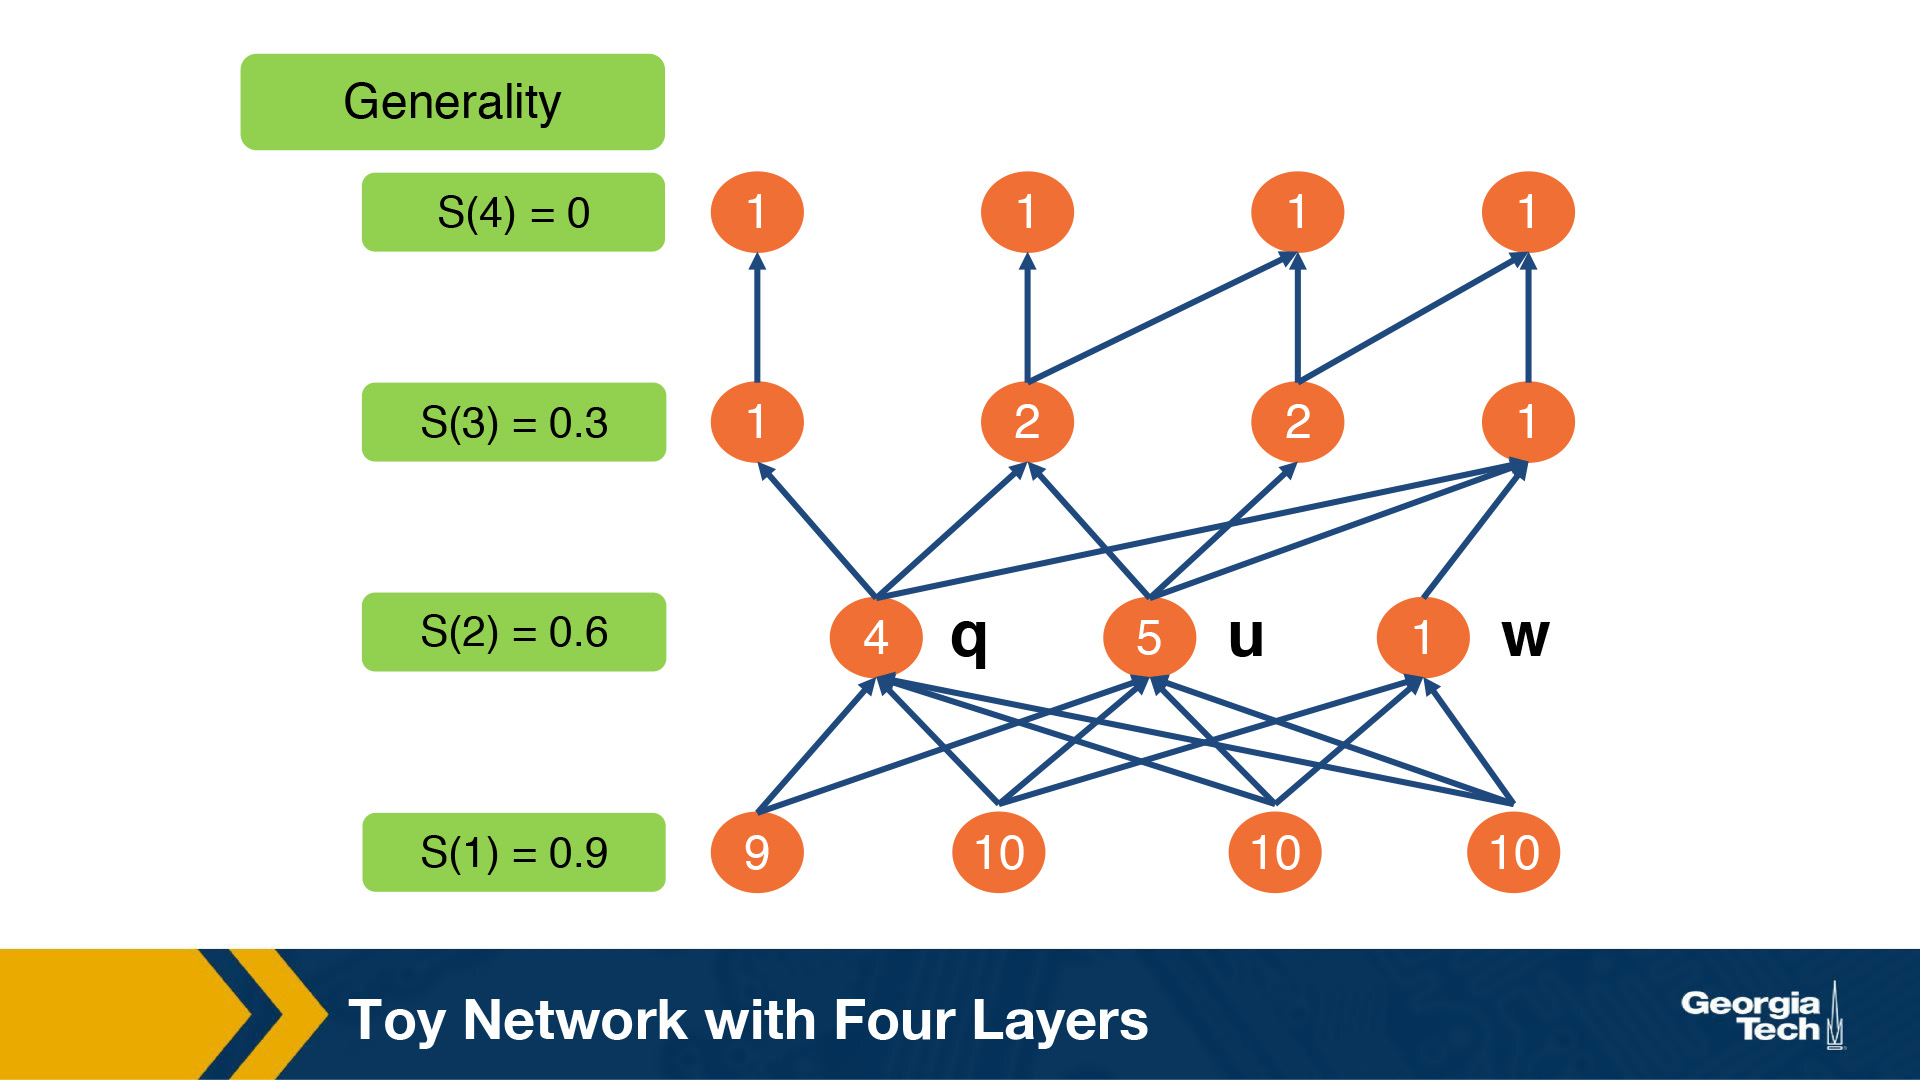 Generality
S(4) = 0
1 1 1 1
S(3) = 0.3
1 2 2 1
S(2) = 0.6
4 q 5 u 1 w
S(1) = 0.9
9 10 10 10
Toy Network with Four Layers
Georgia
Tech